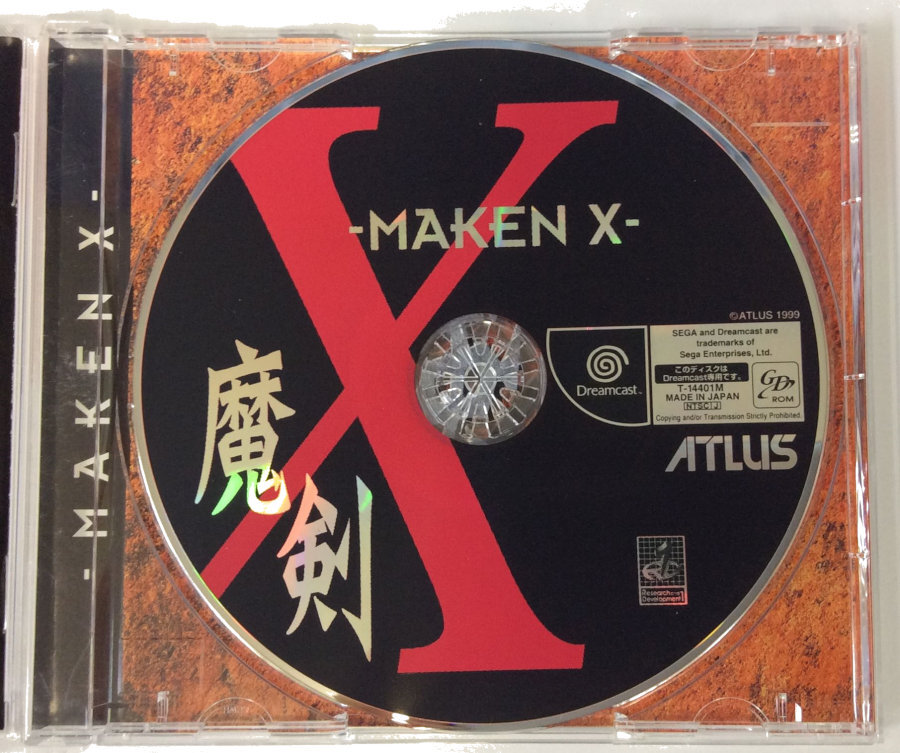 -MAKEN X-
X
-MAKEN X-
魔剣
©ATLUS 1999
Dreamcast™
SEGA and Dreamcast are
trademarks of
Sega Enterprises, Ltd.
このディスクは
Dreamcast専用です。
T-14401M
MADE IN JAPAN
NTSC J
GD
ROM
Copying and/or Transmission Strictly Prohibited.
ATLUS
Research and
Development1